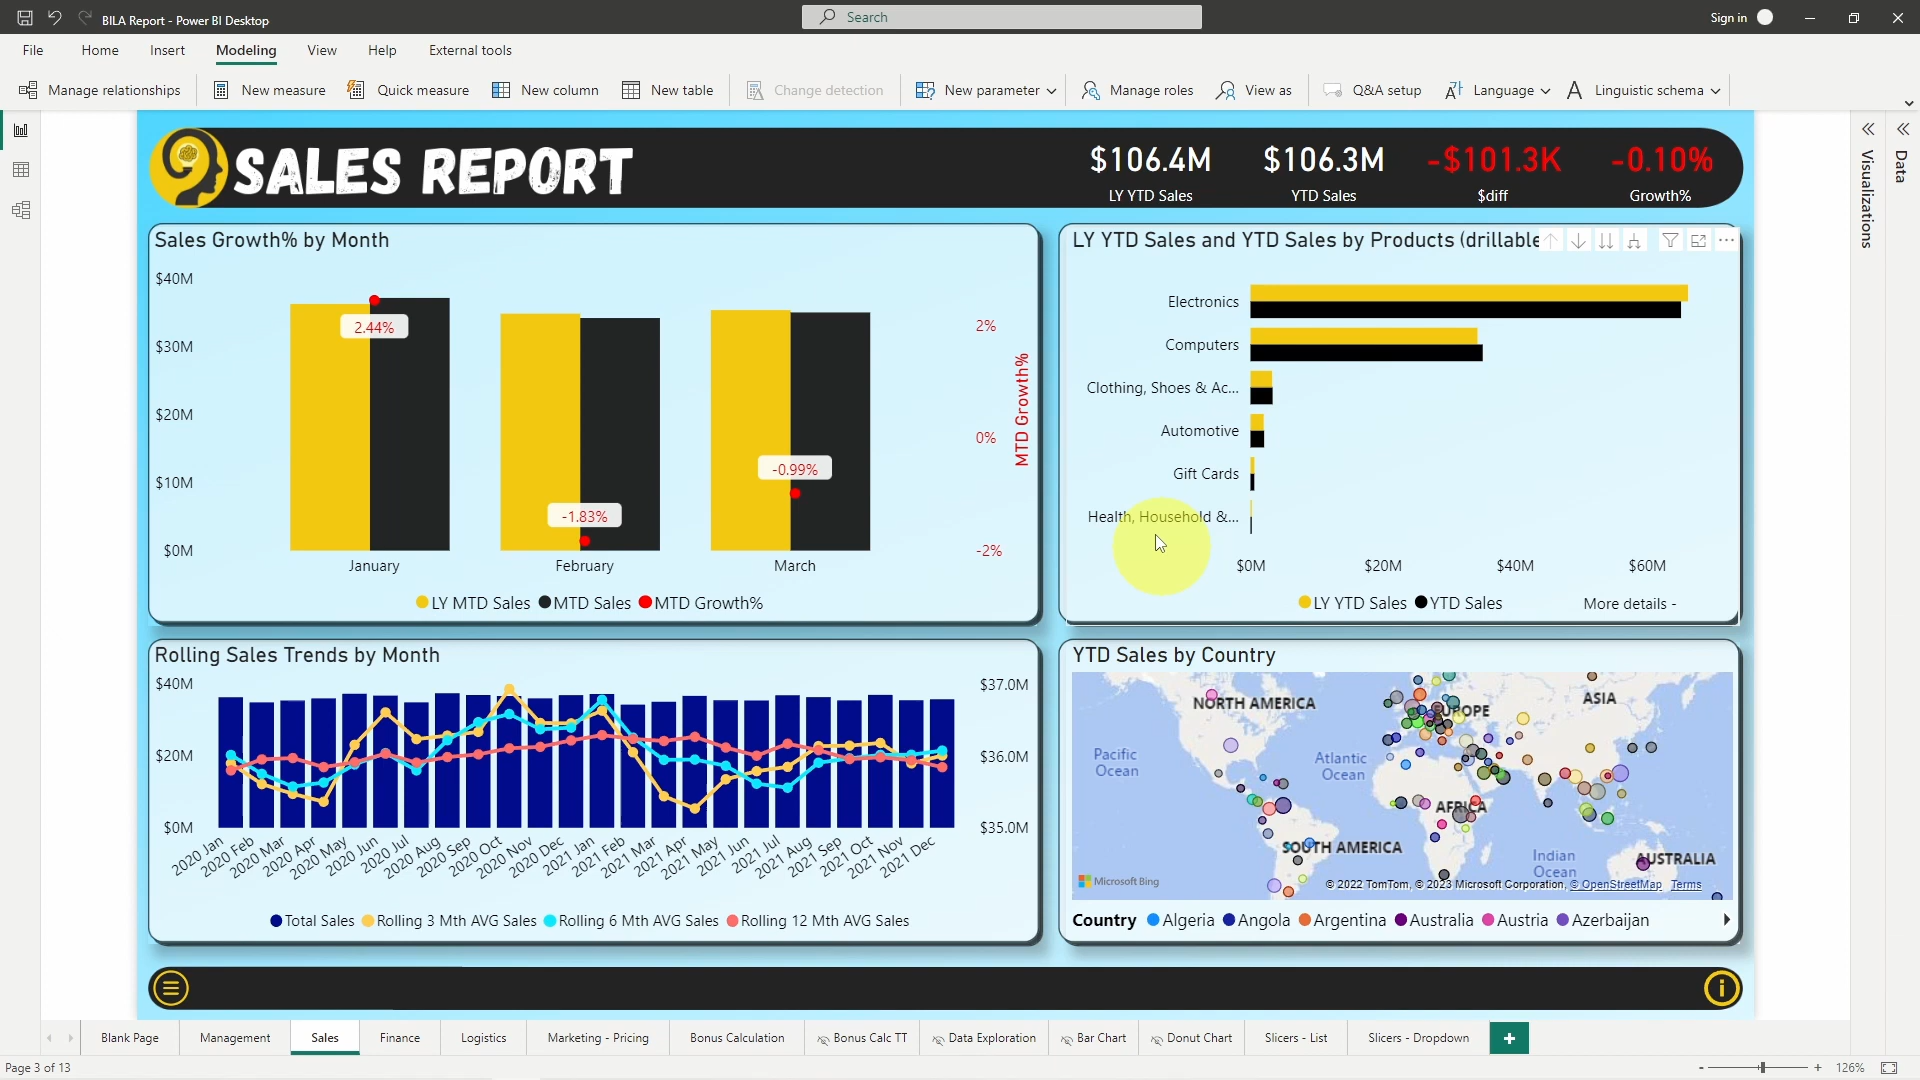 BILA Report - Power BI Desktop
Search
Sign in
File Home Insert Modeling View Help External tools
Manage relationships New measure Quick measure New column New table Change detection New parameter Manage roles View as Q&A setup Language Linguistic schema
SALES REPORT
$106.4M $106.3M -$101.3K -0.10%
LY YTD Sales YTD Sales $diff Growth%
Visualizations
Data
Sales Growth% by Month
$40M
$30M
$20M
$10M
$0M
2.44%
-1.83%
-0.99%
2%
0%
-2%
MTD Growth%
January February March
LY MTD Sales MTD Sales MTD Growth%
LY YTD Sales and YTD Sales by Products (drillable
Electronics
Computers
Clothing, Shoes & Ac...
Automotive
Gift Cards
Health, Household &...
$0M $20M $40M $60M
LY YTD Sales YTD Sales
More details -
Rolling Sales Trends by Month
$40M
$20M
$0M
$37.0M
$36.0M
$35.0M
2020 Jan 2020 Feb 2020 Mar 2020 Apr 2020 May 2020 Jun 2020 Jul 2020 Aug 2020 Sep 2020 Oct 2020 Nov 2020 Dec 2021 Jan 2021 Feb 2021 Mar 2021 Apr 2021 May 2021 Jun 2021 Jul 2021 Aug 2021 Sep 2021 Oct 2021 Nov 2021 Dec
Total Sales Rolling 3 Mth AVG Sales Rolling 6 Mth AVG Sales Rolling 12 Mth AVG Sales
YTD Sales by Country
NORTH AMERICA
EUROPE
ASIA
Pacific
Ocean
Atlantic
Ocean
AFRICA
SOUTH AMERICA
Indian
Ocean
AUSTRALIA
Microsoft Bing
© 2022 TomTom, © 2023 Microsoft Corporation, © OpenStreetMap Terms
Country Algeria Angola Argentina Australia Austria Azerbaijan
Blank Page Management Sales Finance Logistics Marketing - Pricing Bonus Calculation Bonus Calc TT Data Exploration Bar Chart Donut Chart Slicers - List Slicers - Dropdown
Page 3 of 13
- + 126%